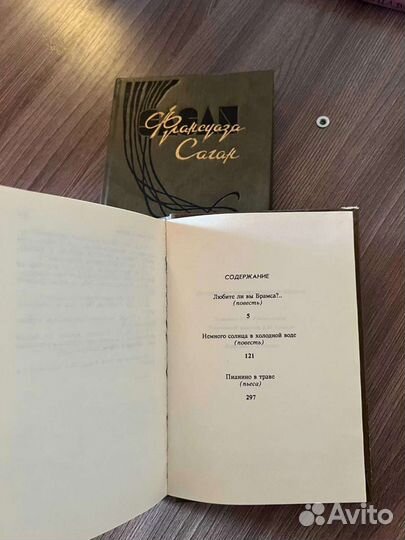 Франсуаза
Саган
СОДЕРЖАНИЕ
Любите ли вы Брамса?..
(повесть)
5
Немного солнца в холодной воде
(повесть)
121
Пианино в траве
(пьеса)
297
Avito